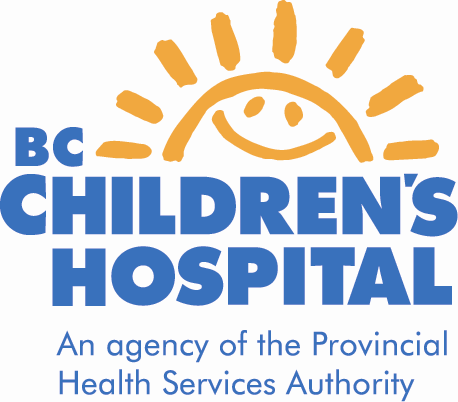 BC
CHILDREN'S
HOSPITAL
An agency of the Provincial
Health Services Authority